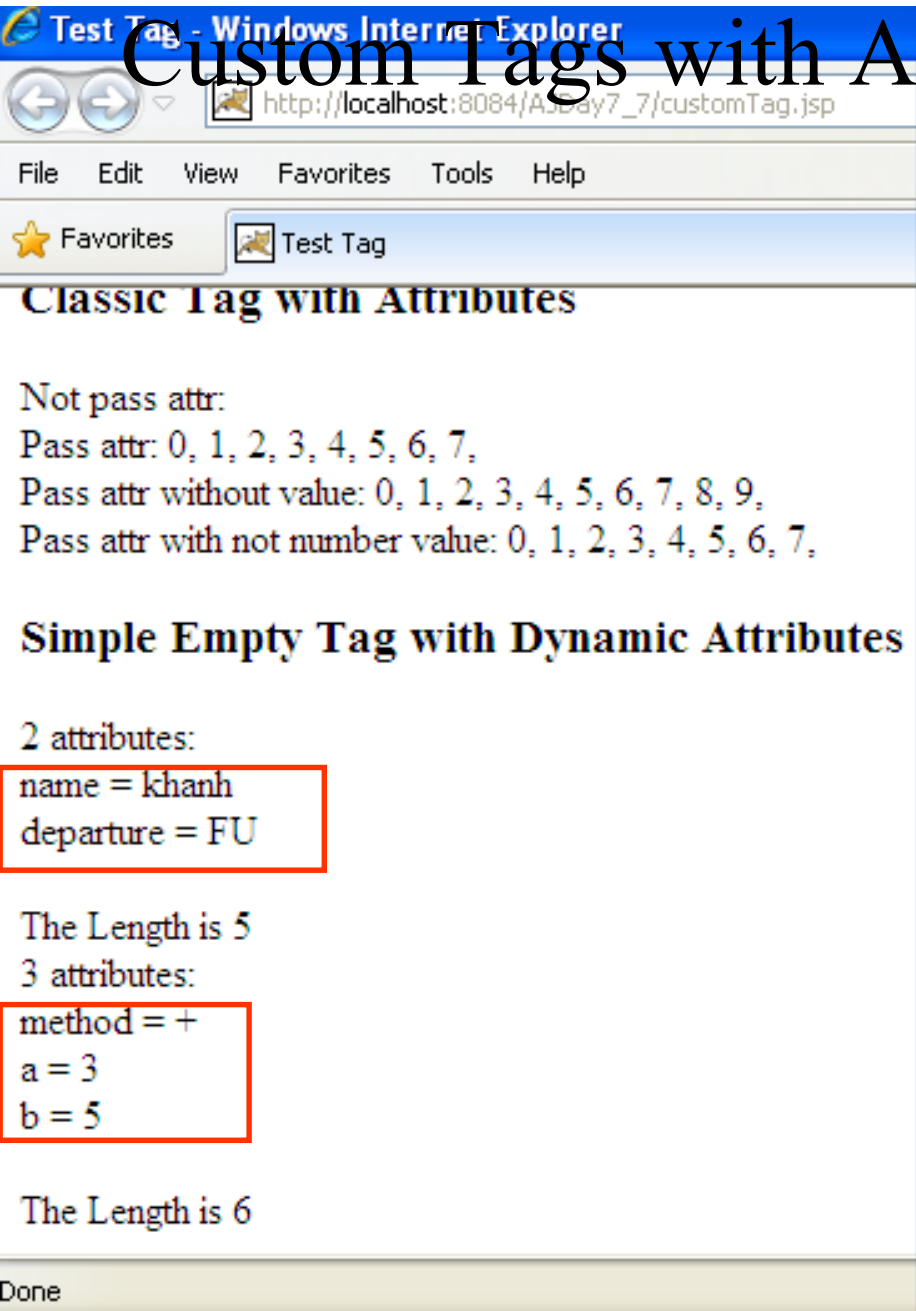 Test Tag - Windows Internet Explorer
Custom Tags with A
http://localhost:8084/AJDay7_7/customTag.jsp
File Edit View Favorites Tools Help
Favorites Test Tag
Classic Tag with Attributes
Not pass attr:
Pass attr: 0, 1, 2, 3, 4, 5, 6, 7,
Pass attr without value: 0, 1, 2, 3, 4, 5, 6, 7, 8, 9,
Pass attr with not number value: 0, 1, 2, 3, 4, 5, 6, 7,
Simple Empty Tag with Dynamic Attributes
2 attributes:
name = khanh
departure = FU
The Length is 5
3 attributes:
method = +
a = 3
b = 5
The Length is 6
Done